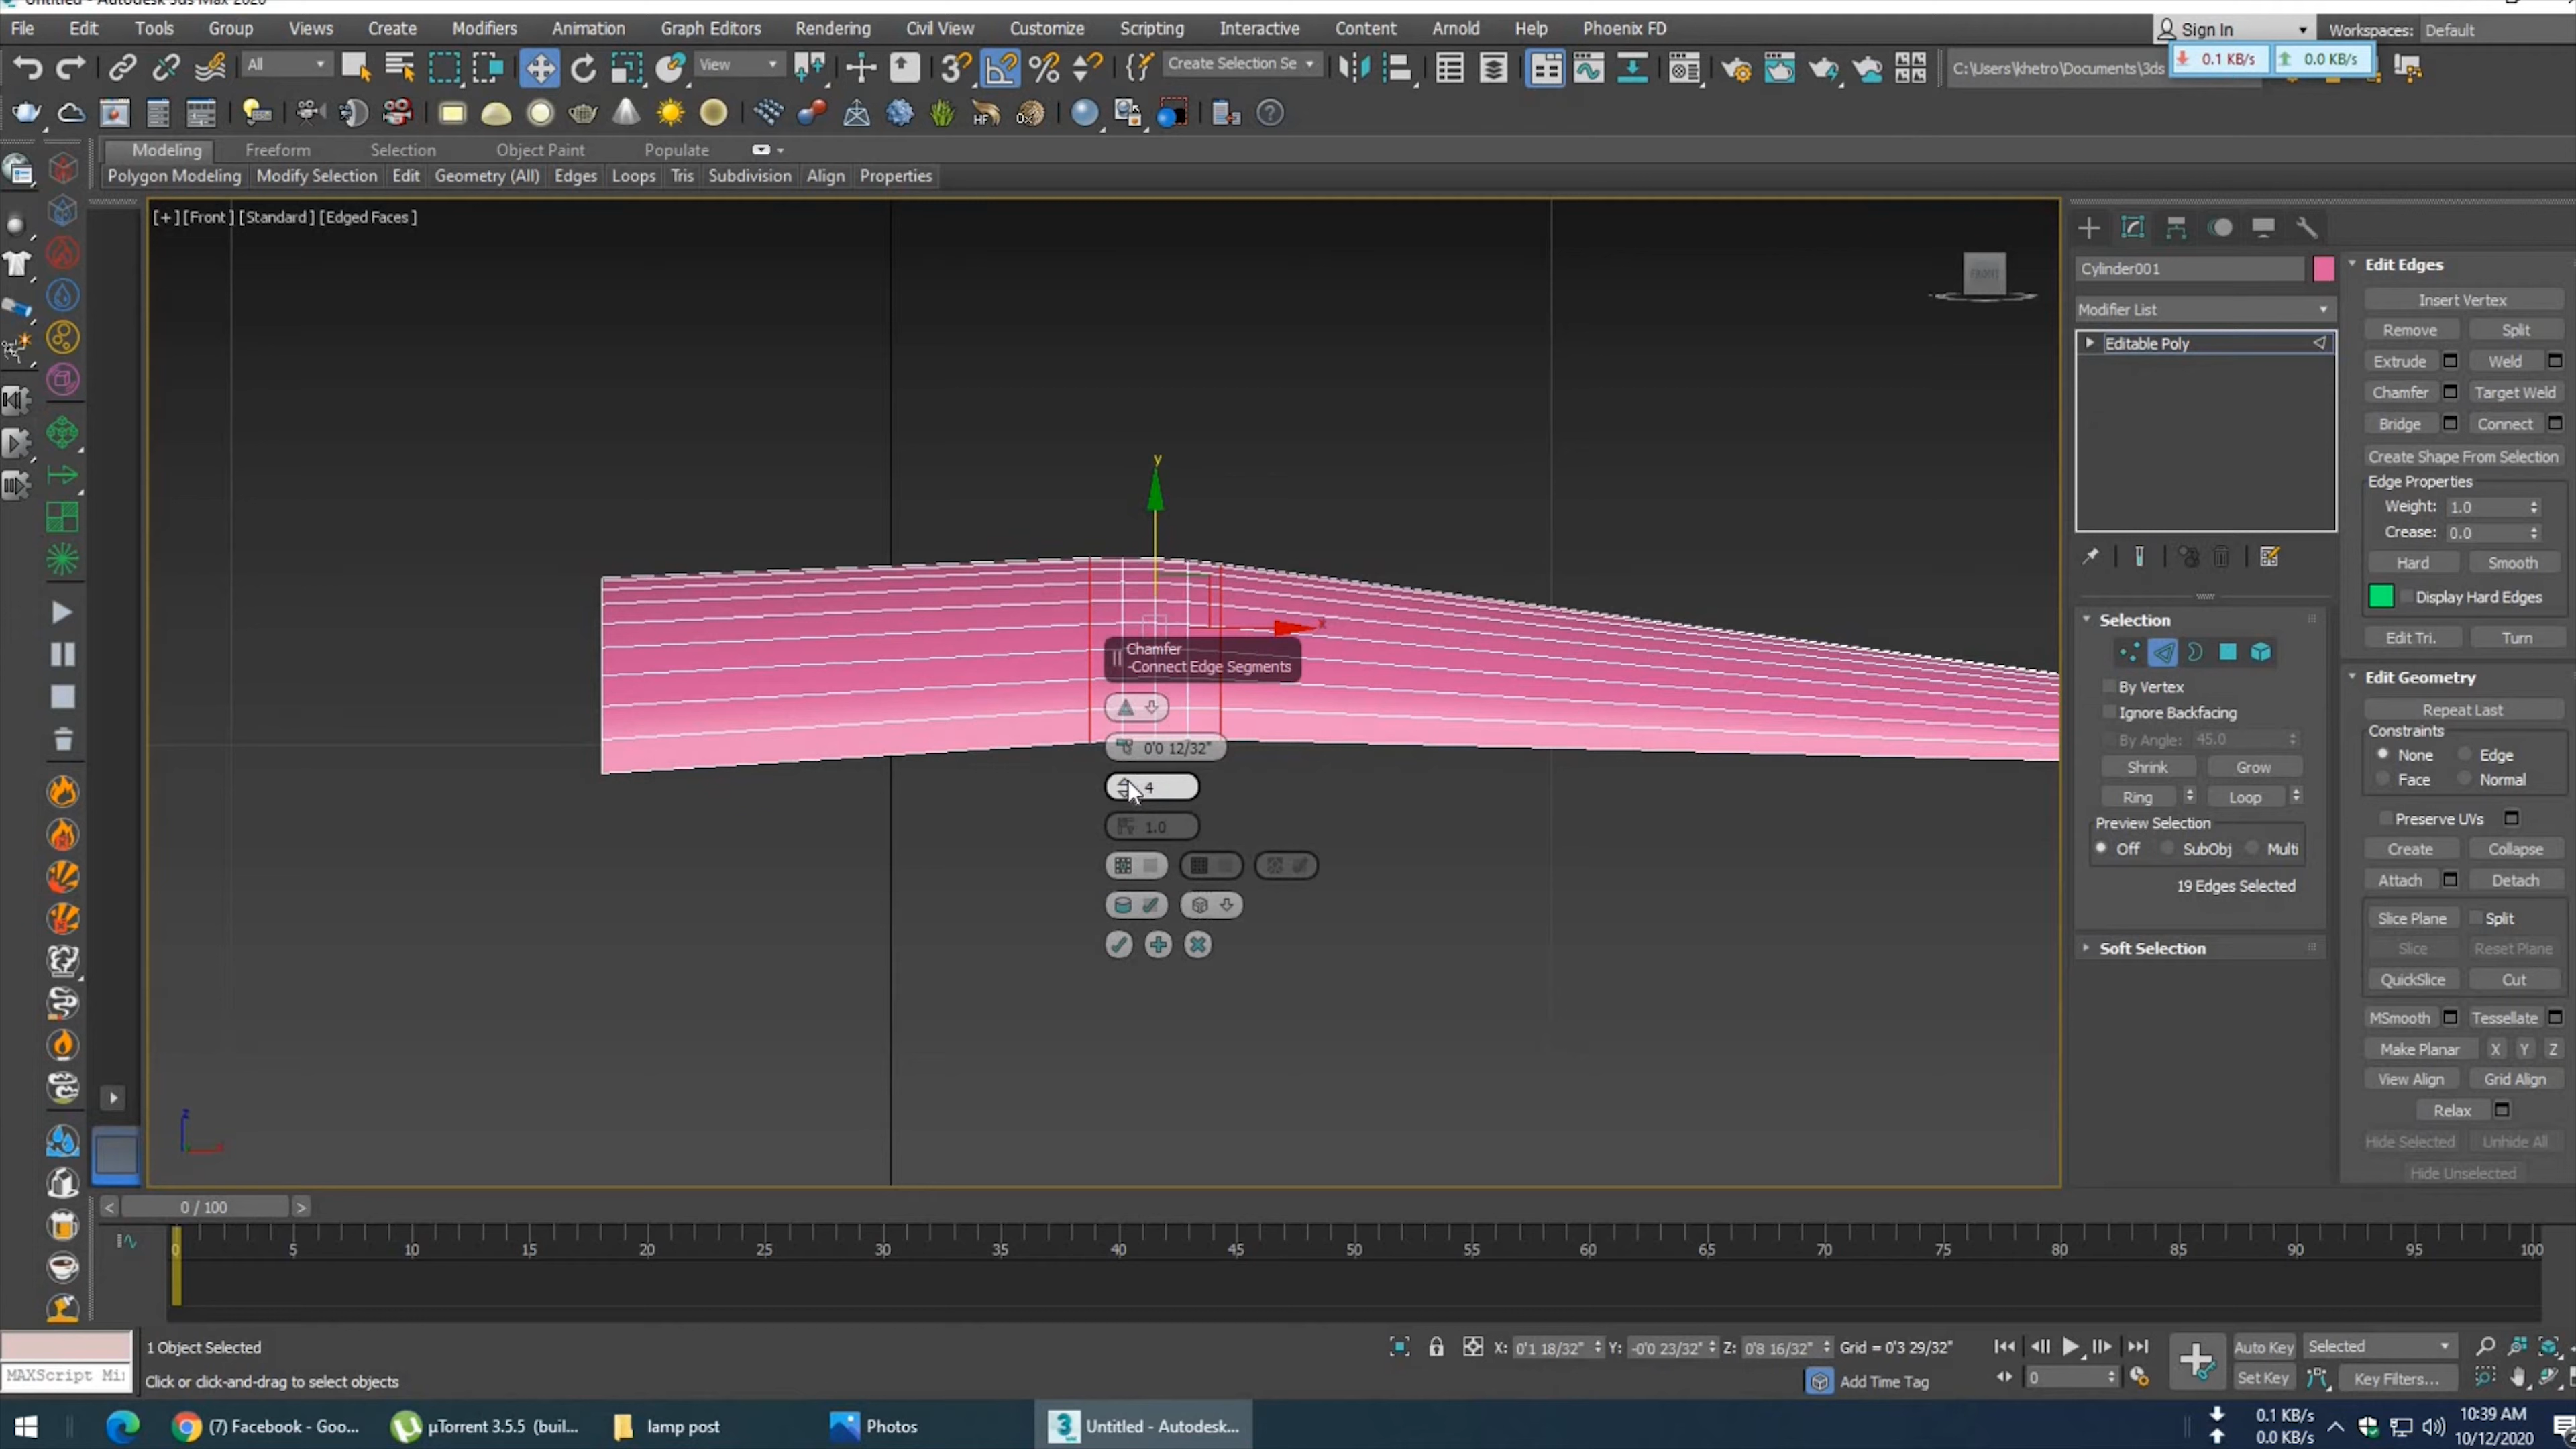 Untitled - Autodesk 3ds Max 2020
File Edit Tools Group Views Create Modifiers Animation Graph Editors Rendering Civil View Customize Scripting Interactive Content Arnold Help Phoenix FD
Sign In Workspaces: Default
0.1 KB/s 0.0 KB/s
All View Create Selection Se C:\Users\khetro\Documents\3ds
Modeling Freeform Selection Object Paint Populate
Polygon Modeling Modify Selection Edit Geometry (All) Edges Loops Tris Subdivision Align Properties
[+] [Front ] [Standard ] [Edged Faces ]
FRONT
y
x
Chamfer
-Connect Edge Segments
0'0 12/32"
4
1.0
z
Cylinder001
Modifier List
Editable Poly
Selection
By Vertex
Ignore Backfacing
By Angle: 45.0
Shrink Grow
Ring Loop
Preview Selection
Off SubObj Multi
19 Edges Selected
Soft Selection
Edit Edges
Insert Vertex
Remove Split
Extrude Weld
Chamfer Target Weld
Bridge Connect
Create Shape From Selection
Edge Properties
Weight: 1.0
Crease: 0.0
Hard Smooth
Display Hard Edges
Edit Tri. Turn
Edit Geometry
Repeat Last
Constraints
None Edge
Face Normal
Preserve UVs
Create Collapse
Attach Detach
Slice Plane Split
Slice Reset Plane
QuickSlice Cut
MSmooth Tessellate
Make Planar X Y Z
View Align Grid Align
Relax
Hide Selected Unhide All
Hide Unselected
< 0 / 100 >
0 5 10 15 20 25 30 35 40 45 50 55 60 65 70 75 80 85 90 95 100
1 Object Selected
X: 0'1 18/32" Y: -0'0 23/32" Z: 0'8 16/32" Grid = 0'3 29/32"
Auto Key Selected
MAXScript Mi
Click or click-and-drag to select objects
Add Time Tag
0
Set Key Key Filters...
(7) Facebook - Goo... µTorrent 3.5.5 (buil... lamp post Photos Untitled - Autodesk...
0.1 KB/s
0.0 KB/s
10:39 AM
10/12/2020